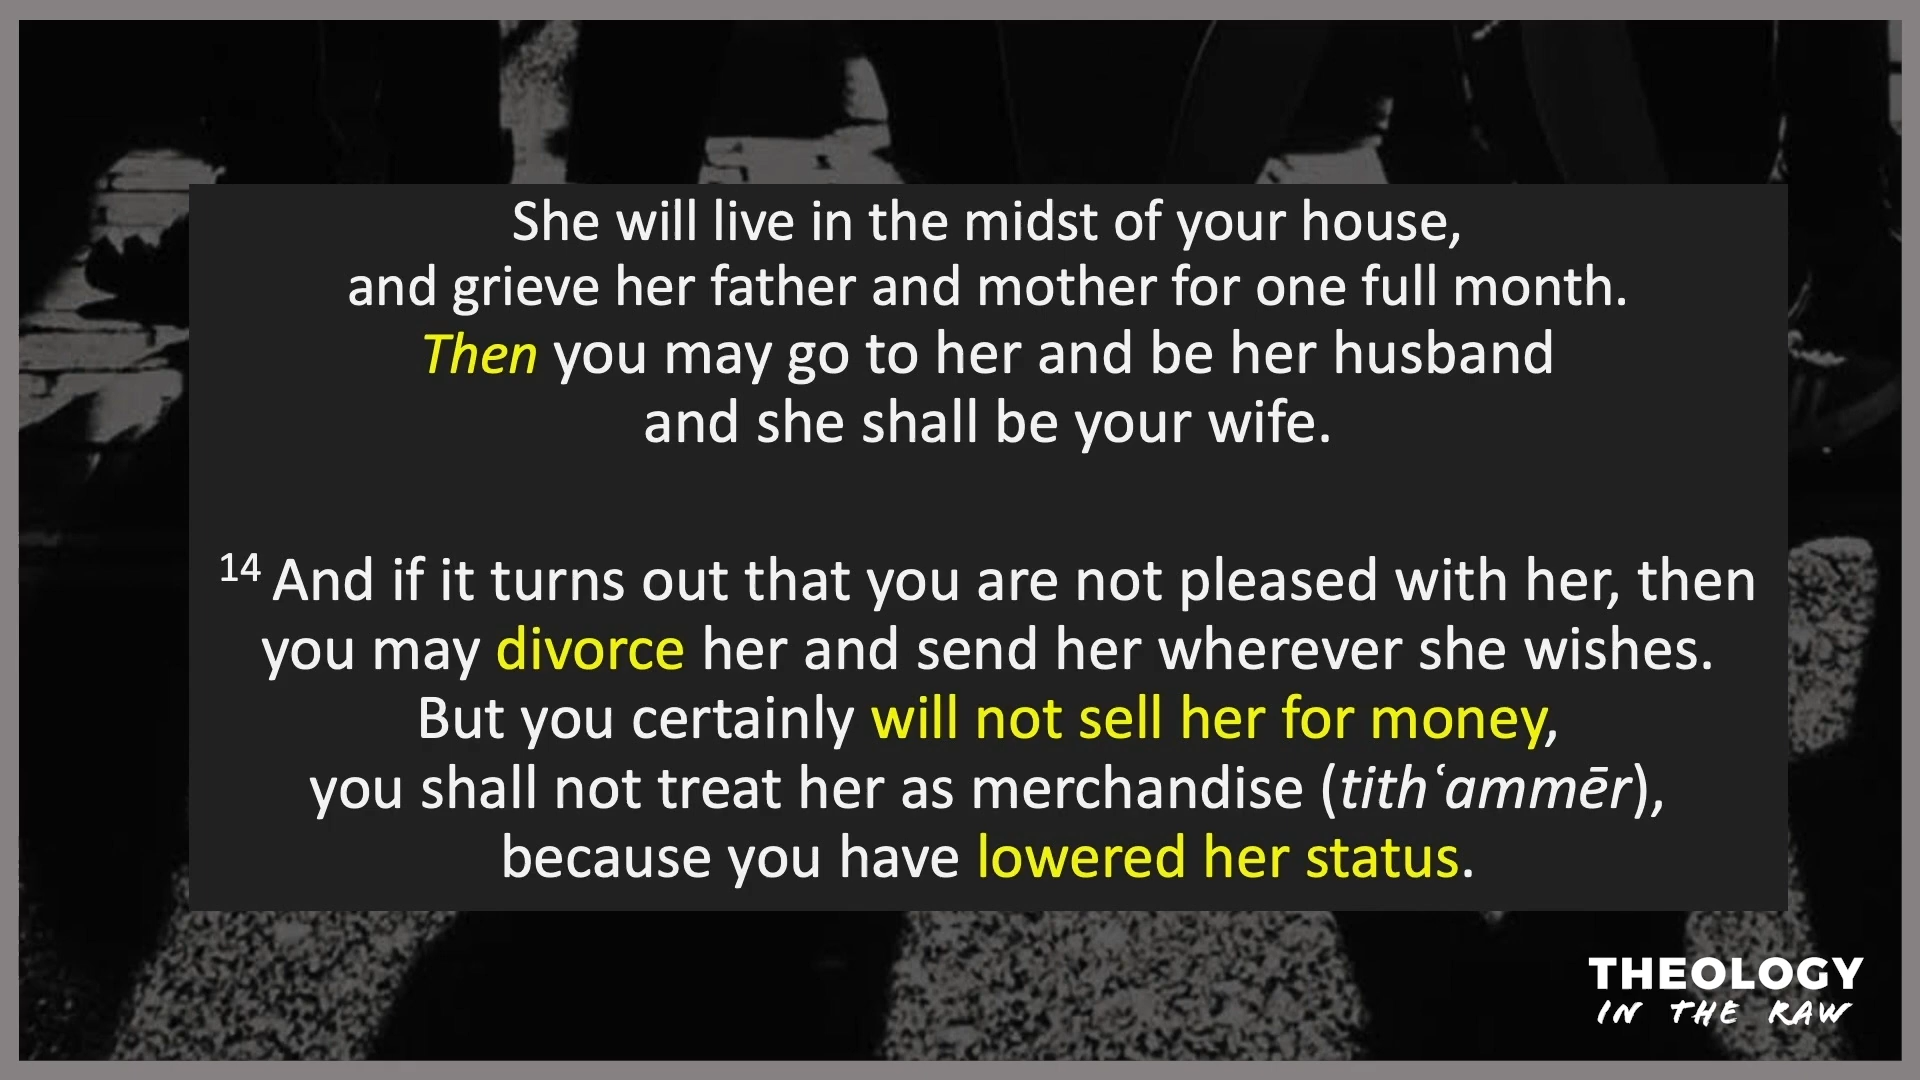 She will live in the midst of your house,
and grieve her father and mother for one full month.
Then you may go to her and be her husband
and she shall be your wife.
14 And if it turns out that you are not pleased with her, then
you may divorce her and send her wherever she wishes.
But you certainly will not sell her for money,
you shall not treat her as merchandise (tithʿammēr),
because you have lowered her status.
THEOLOGY
IN THE RAW